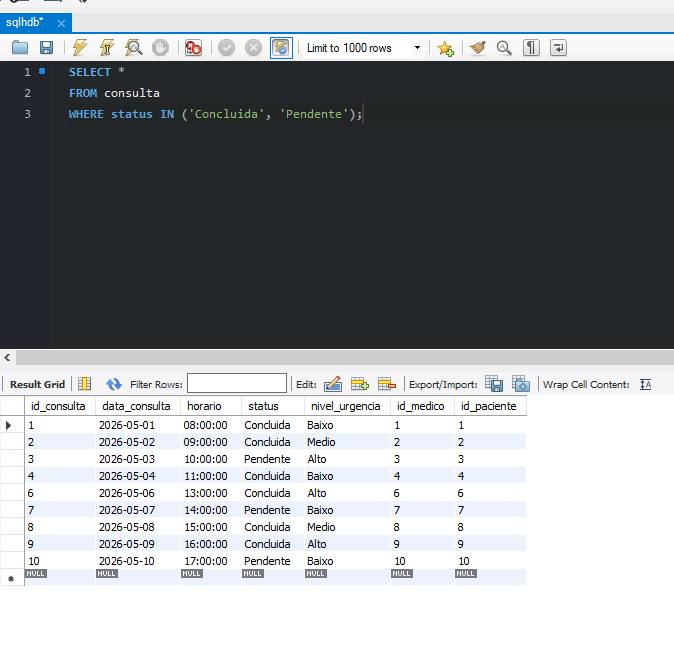 sqlhdb*
Limit to 1000 rows
1 SELECT *
2 FROM consulta
3 WHERE status IN ('Concluida', 'Pendente');
Result Grid Filter Rows: Edit: Export/Import: Wrap Cell Content:
id_consulta data_consulta horario status nivel_urgencia id_medico id_paciente
1 2026-05-01 08:00:00 Concluida Baixo 1 1
2 2026-05-02 09:00:00 Concluida Medio 2 2
3 2026-05-03 10:00:00 Pendente Alto 3 3
4 2026-05-04 11:00:00 Concluida Baixo 4 4
6 2026-05-06 13:00:00 Concluida Alto 6 6
7 2026-05-07 14:00:00 Pendente Baixo 7 7
8 2026-05-08 15:00:00 Concluida Medio 8 8
9 2026-05-09 16:00:00 Concluida Alto 9 9
10 2026-05-10 17:00:00 Pendente Baixo 10 10
NULL NULL NULL NULL NULL NULL NULL